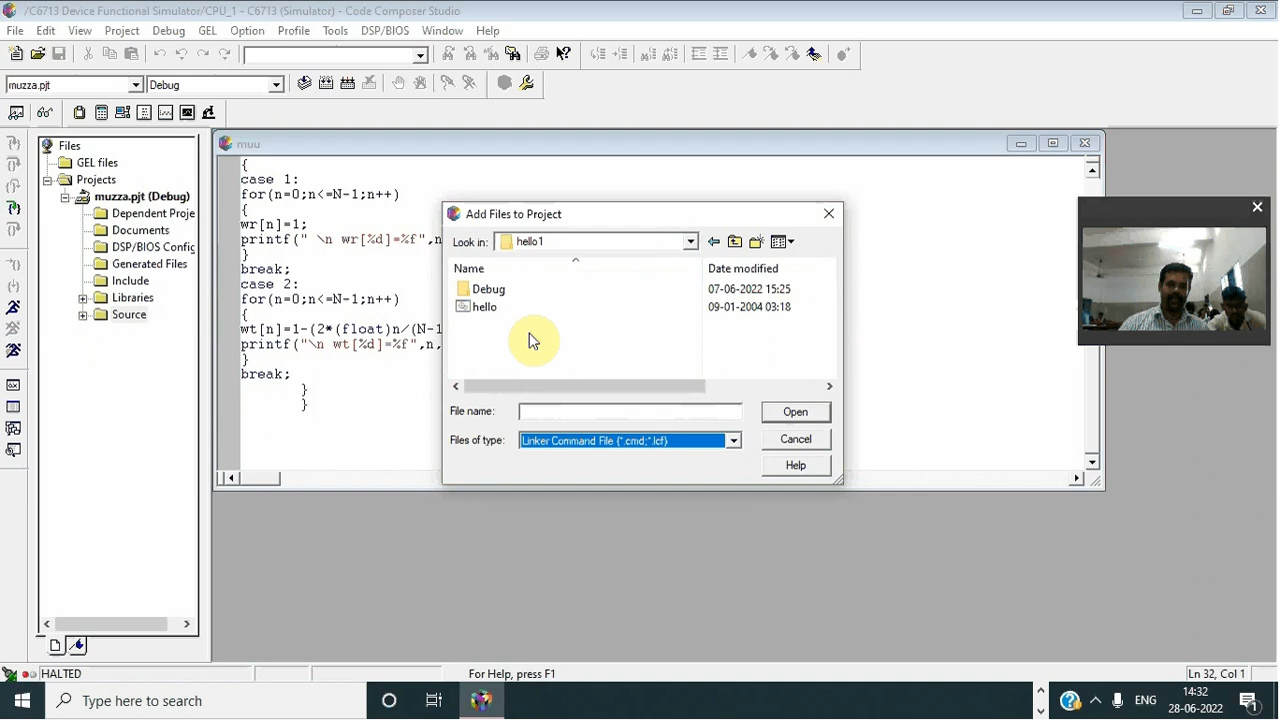 /C6713 Device Functional Simulator/CPU_1 - C6713 (Simulator) - Code Composer Studio
File Edit View Project Debug GEL Option Profile Tools DSP/BIOS Window Help
muzza.pjt Debug
Files
GEL files
Projects
muzza.pjt (Debug)
Dependent Proje
Documents
DSP/BIOS Config
Generated Files
Include
Libraries
Source
muu
{
case 1:
for(n=0;n<=N-1;n++)
{
wr[n]=1;
printf(" \n wr[%d]=%f",n
}
break;
case 2:
for(n=0;n<=N-1;n++)
{
wt[n]=1-(2*(float)n/(N-1
printf("\n wt[%d]=%f",n,
}
break;
}
}
Add Files to Project
Look in: hello1
Name Date modified
Debug 07-06-2022 15:25
hello 09-01-2004 03:18
File name: Open
Files of type: Linker Command File (*.cmd;*.lcf) Cancel
Help
HALTED For Help, press F1 Ln 32, Col 1
Type here to search ENG 14:32
28-06-2022 1